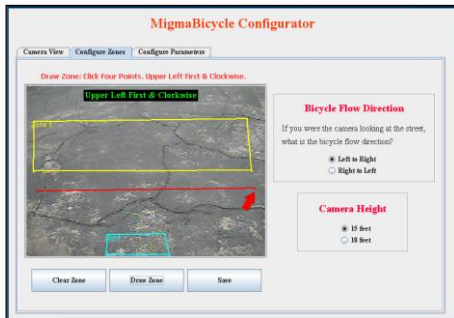 MigmaBicycle Configurator
Camera View
Configure Zones
Configure Parameters
Draw Zone: Click Four Points. Upper Left First & Clockwise.
Upper Left First & Clockwise
Bicycle Flow Direction
If you were the camera looking at the street,
what is the bicycle flow direction?
Left to Right
Right to Left
Camera Height
15 feet
18 feet
Clear Zone
Draw Zone
Save